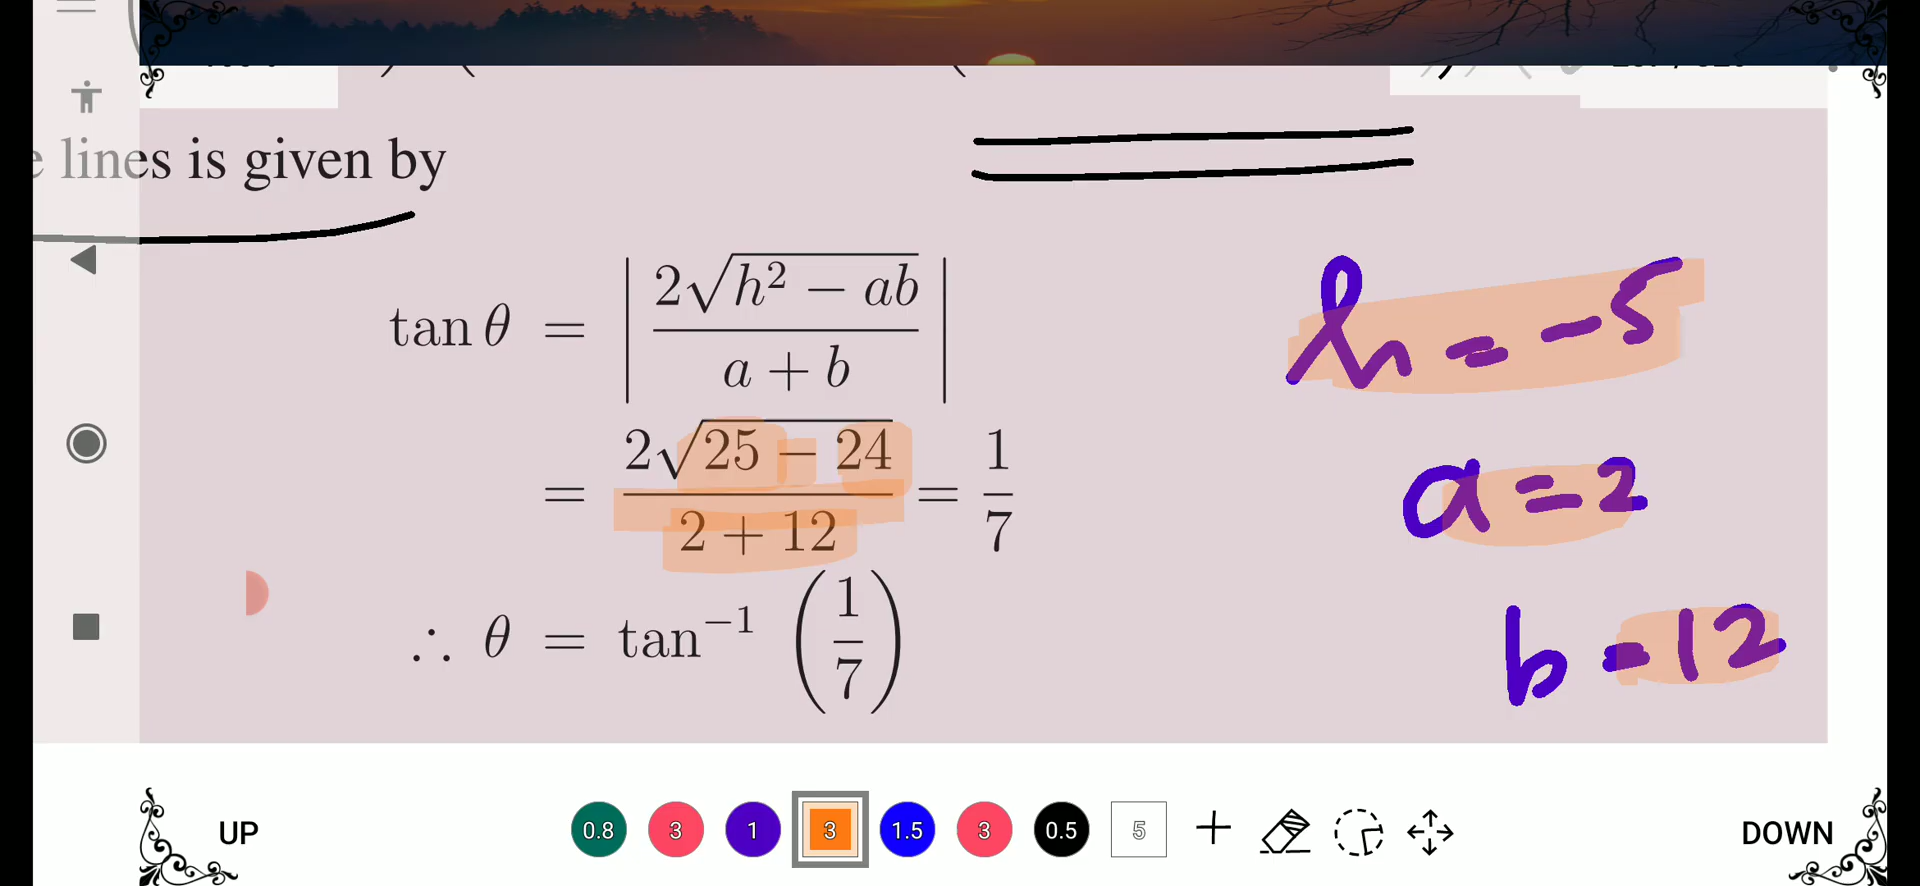 e lines is given by
tan θ = | 2√(h² − ab) / (a + b) |
= 2√(25 − 24) / (2 + 12) = 1/7
∴ θ = tan⁻¹ (1/7)
h = -5
a = 2
b = 12
UP 0.8 3 1 3 1.5 3 0.5 5 DOWN